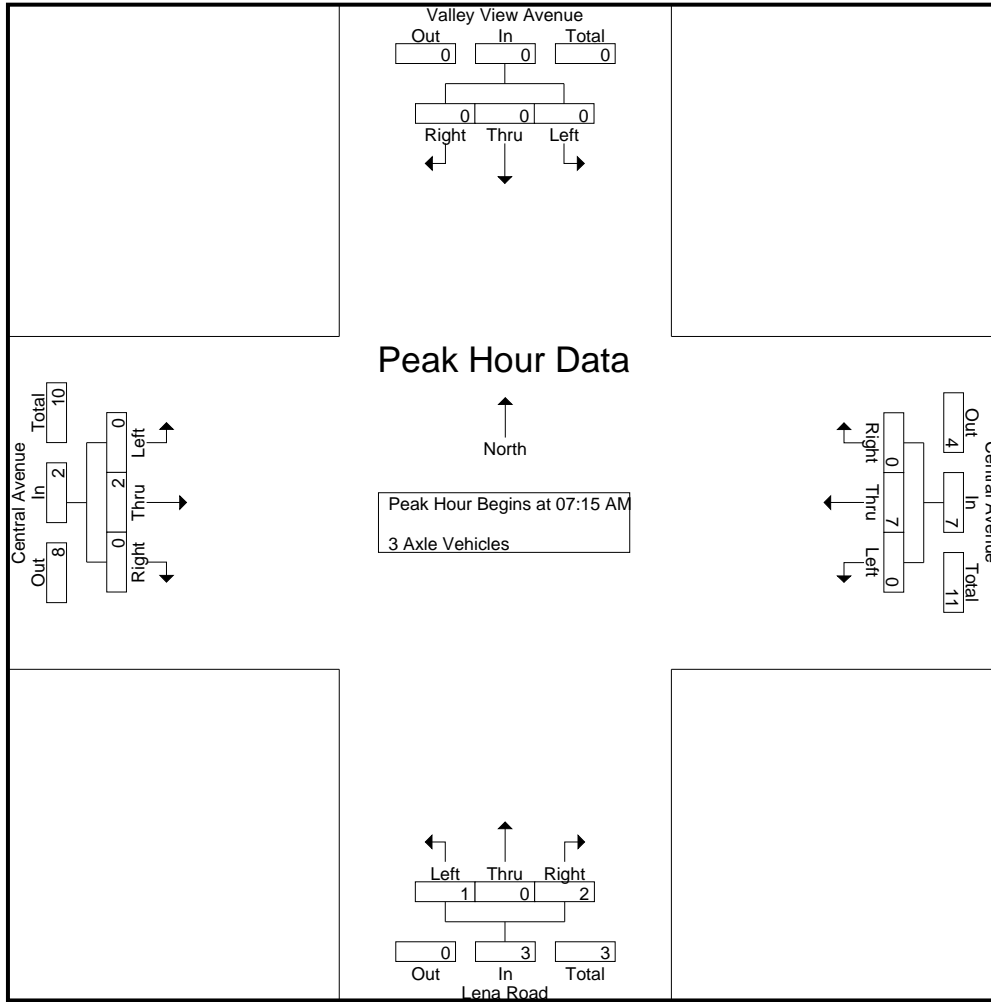 Valley View Avenue
Out In Total
0 0 0
0 0 0
Right Thru Left
Peak Hour Data
North
Peak Hour Begins at 07:15 AM
3 Axle Vehicles
Central Avenue
Total In Out
10 2 8
0 2 0
Left Thru Right
Right Thru Left
0 7 0
4 7 11
Out In Total
Central Avenue
Left Thru Right
1 0 2
0 3 3
Out In Total
Lena Road